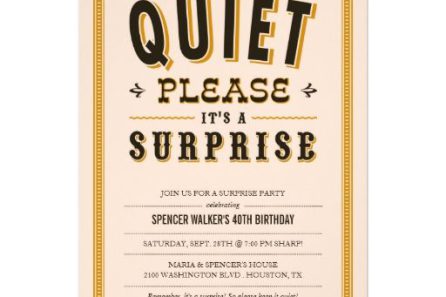 QUIET
PLEASE
IT'S A
SURPRISE
JOIN US FOR A SURPRISE PARTY
celebrating
SPENCER WALKER'S 40TH BIRTHDAY
SATURDAY, SEPT. 28TH @ 7:00 PM SHARP!
MARIA & SPENCER'S HOUSE
2100 WASHINGTON BLVD . HOUSTON, TX
Remember, it's a surprise! So please keep it quiet!